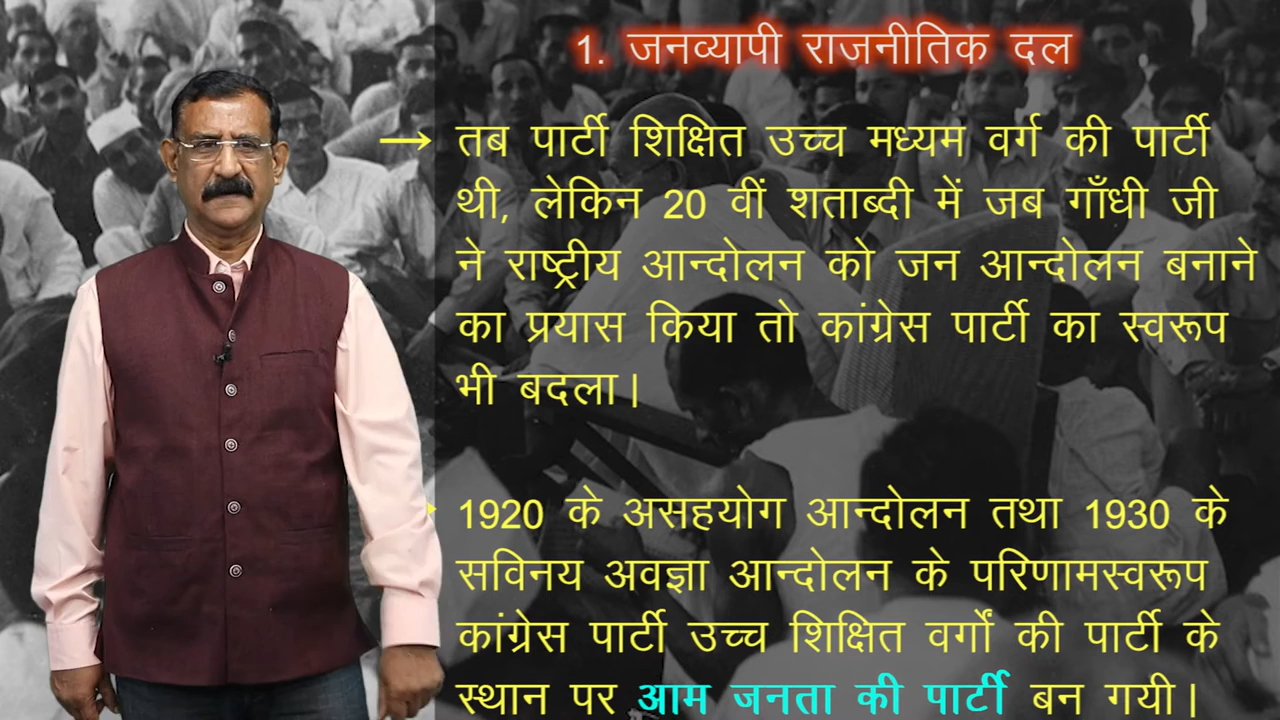 1. जनव्यापी राजनीतिक दल
→ तब पार्टी शिक्षित उच्च मध्यम वर्ग की पार्टी
थी, लेकिन 20 वीं शताब्दी में जब गाँधी जी
ने राष्ट्रीय आन्दोलन को जन आन्दोलन बनाने
का प्रयास किया तो कांग्रेस पार्टी का स्वरूप
भी बदला।
1920 के असहयोग आन्दोलन तथा 1930 के
सविनय अवज्ञा आन्दोलन के परिणामस्वरूप
कांग्रेस पार्टी उच्च शिक्षित वर्गों की पार्टी के
स्थान पर आम जनता की पार्टी बन गयी।